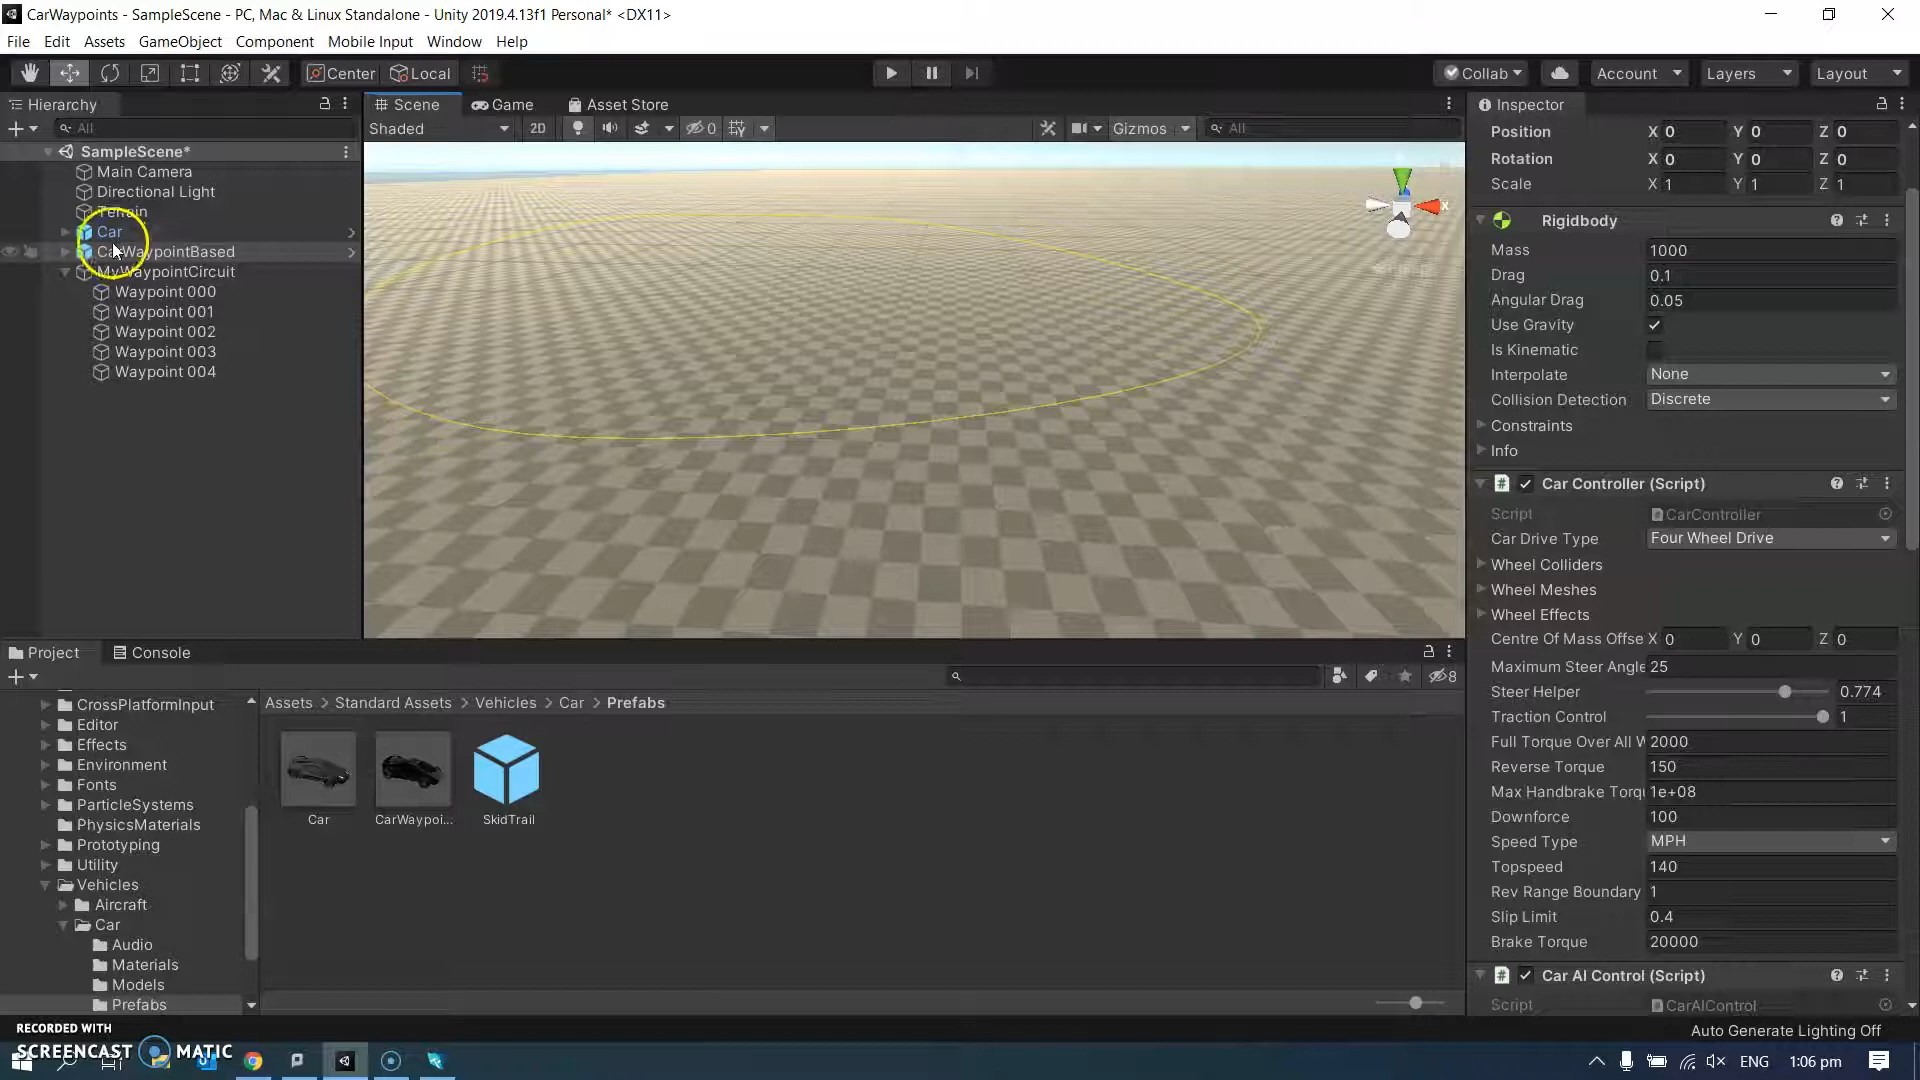 CarWaypoints - SampleScene - PC, Mac & Linux Standalone - Unity 2019.4.13f1 Personal* <DX11>
File Edit Assets GameObject Component Mobile Input Window Help
Center Local Collab Account Layers Layout
Hierarchy
All
SampleScene*
Main Camera
Directional Light
Terrain
Car
CarWaypointBased
MyWaypointCircuit
Waypoint 000
Waypoint 001
Waypoint 002
Waypoint 003
Waypoint 004
Scene Game Asset Store
Shaded 2D 0 Gizmos All
X
Inspector
Position X 0 Y 0 Z 0
Rotation X 0 Y 0 Z 0
Scale X 1 Y 1 Z 1
Rigidbody
Mass 1000
Drag 0.1
Angular Drag 0.05
Use Gravity
Is Kinematic
Interpolate None
Collision Detection Discrete
Constraints
Info
Car Controller (Script)
Script CarController
Car Drive Type Four Wheel Drive
Wheel Colliders
Wheel Meshes
Wheel Effects
Centre Of Mass Offse X 0 Y 0 Z 0
Maximum Steer Angle 25
Steer Helper 0.774
Traction Control 1
Full Torque Over All W 2000
Reverse Torque 150
Max Handbrake Torqu 1e+08
Downforce 100
Speed Type MPH
Topspeed 140
Rev Range Boundary 1
Slip Limit 0.4
Brake Torque 20000
Car AI Control (Script)
Script CarAIControl
Project Console
8
CrossPlatformInput
Editor
Effects
Environment
Fonts
ParticleSystems
PhysicsMaterials
Prototyping
Utility
Vehicles
Aircraft
Car
Audio
Materials
Models
Prefabs
Assets > Standard Assets > Vehicles > Car > Prefabs
Car CarWaypoi... SkidTrail
Auto Generate Lighting Off
RECORDED WITH
SCREENCAST MATIC
ENG 1:06 pm